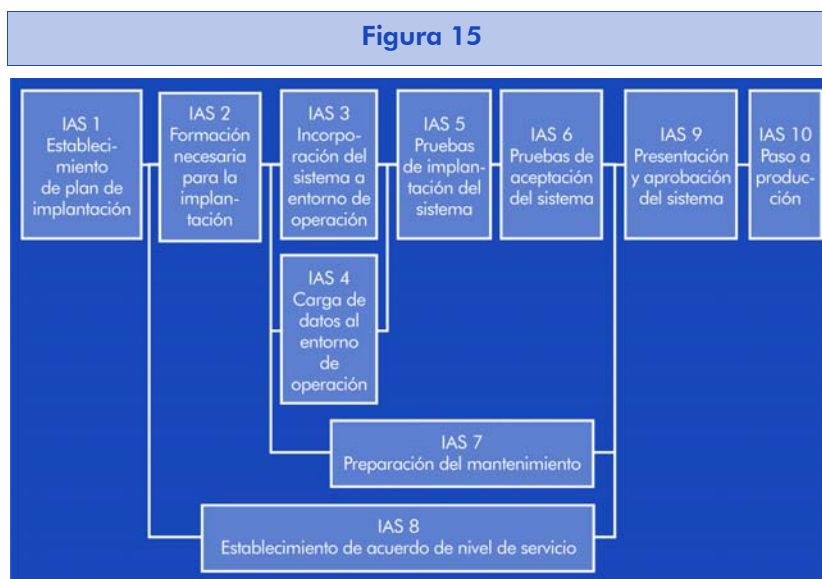 Figura 15
IAS 1
Estableci-
miento
de plan de
implantación
IAS 2
Formación
necesaria
para la
implan-
tación
IAS 3
Incorpo-
ración del
sistema a
entorno de
operación
IAS 4
Carga de
datos al
entorno
de
operación
IAS 5
Pruebas
de implan-
tación del
sistema
IAS 6
Pruebas de
aceptación
del sistema
IAS 9
Presentación
y aprobación
del sistema
IAS 10
Paso a
produc-
ción
IAS 7
Preparación del mantenimiento
IAS 8
Establecimiento de acuerdo de nivel de servicio